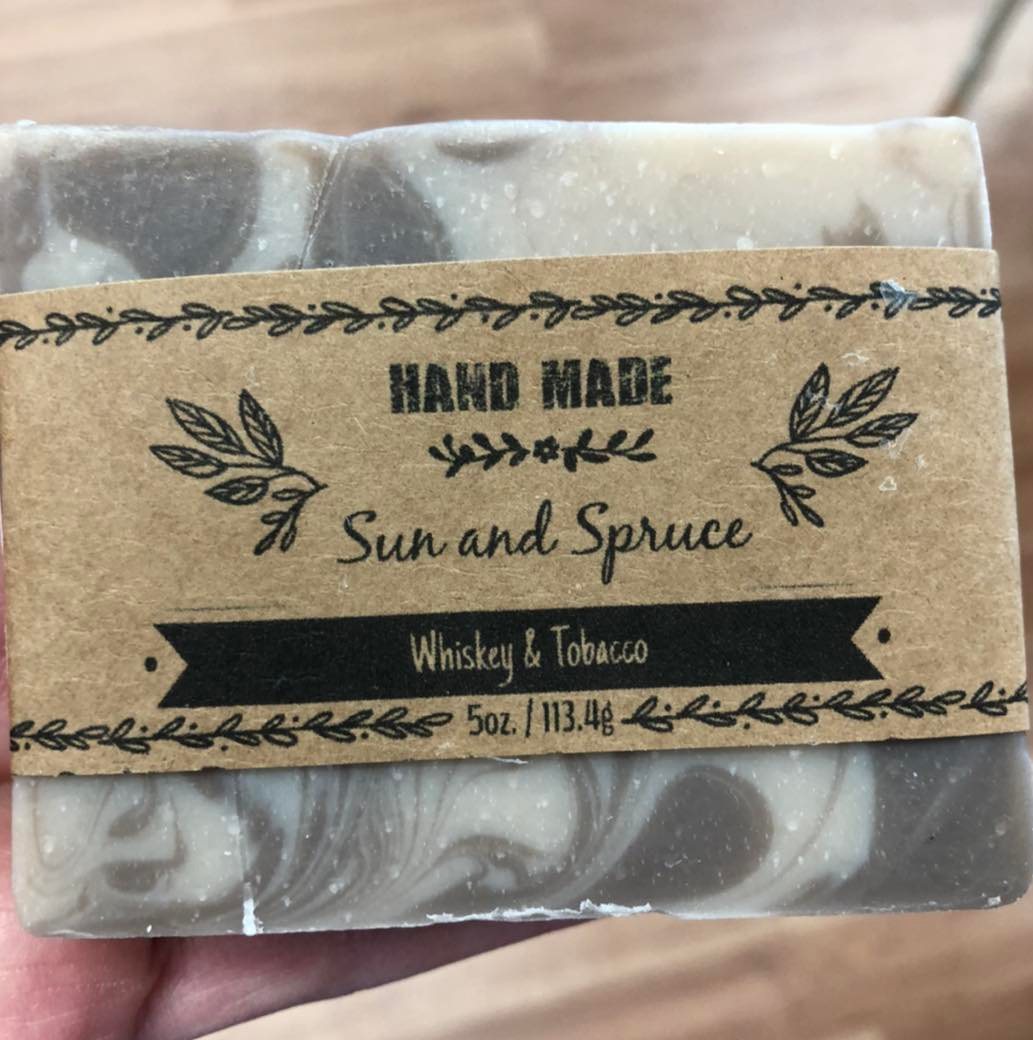 HAND MADE
Sun and Spruce
Whiskey & Tobacco
5oz. / 113.4g